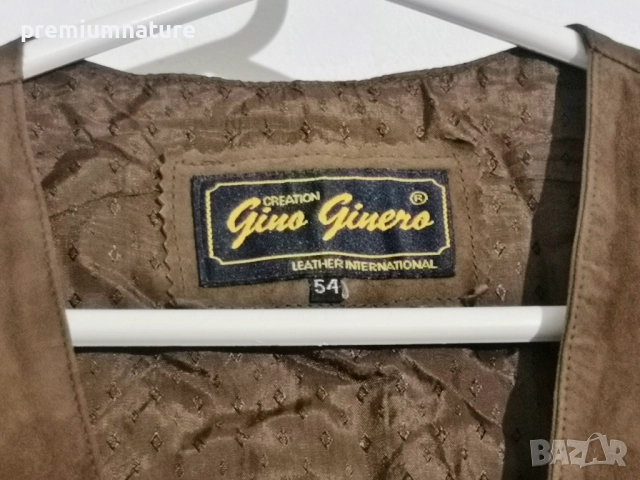 premiumnature
CREATION
Gino Ginero ®
LEATHER INTERNATIONAL
54
BAZAR